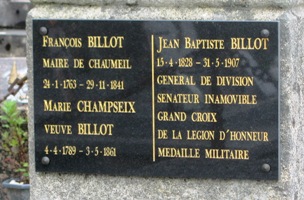 François BILLOT
MAIRE DE CHAUMEIL
24·1·1763 - 29·11·1841
MARIE CHAMPSEIX
VEUVE BILLOT
4·4·1789 - 3·5·1861
JEAN BAPTISTE BILLOT
15·4·1828 - 31·5·1907
GENERAL DE DIVISION
SENATEUR INAMOVIBLE
GRAND CROIX
DE LA LEGION D'HONNEUR
MEDAILLE MILITAIRE